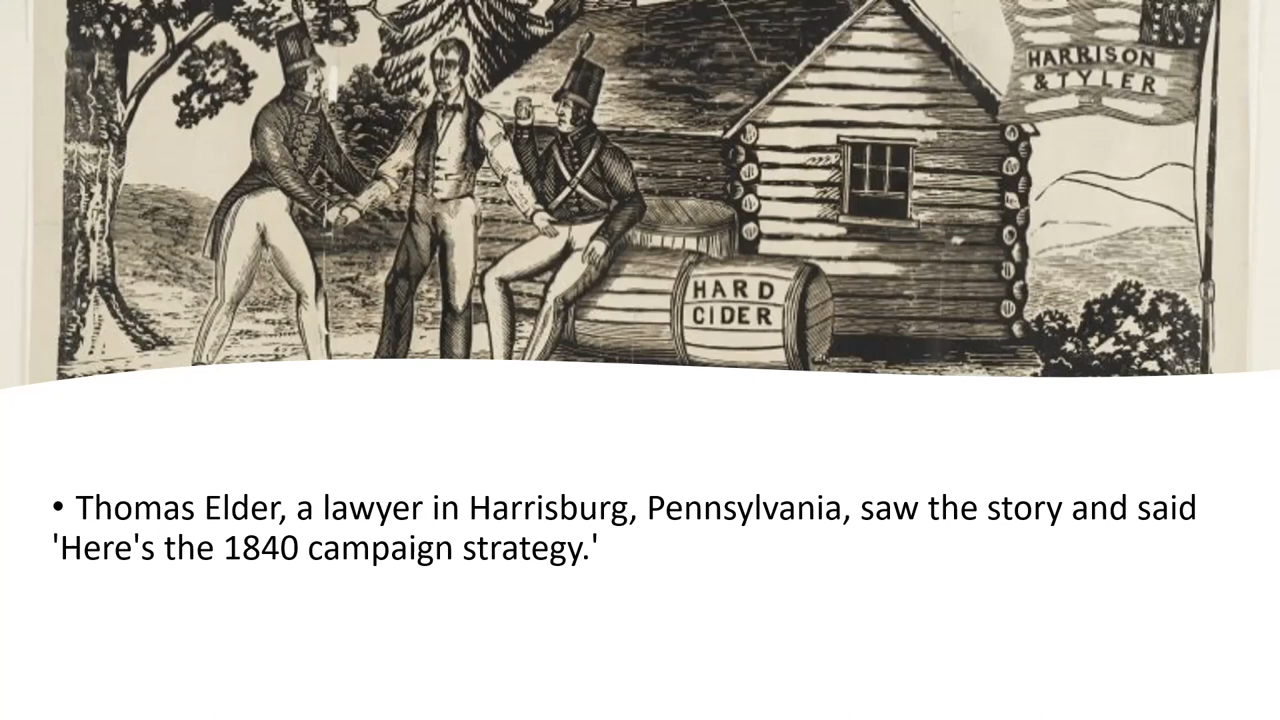 HARRISON
& TYLER
HARD
CIDER
• Thomas Elder, a lawyer in Harrisburg, Pennsylvania, saw the story and said
'Here's the 1840 campaign strategy.'